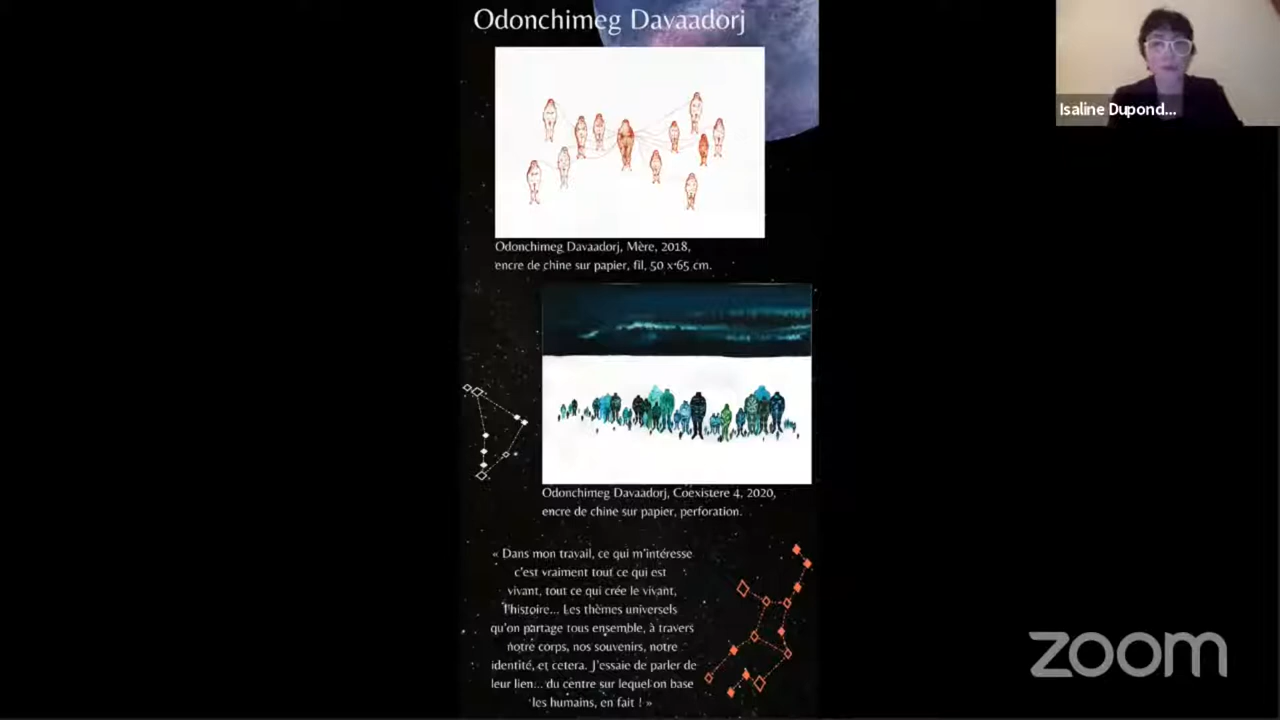 Odonchimeg Davaadorj
Isaline Dupond...
Odonchimeg Davaadorj, Mère, 2018,
encre de chine sur papier, fil, 50 x 65 cm.
Odonchimeg Davaadorj, Coexistere 4, 2020,
encre de chine sur papier, perforation.
« Dans mon travail, ce qui m'intéresse
c'est vraiment tout ce qui est
vivant, tout ce qui crée le vivant,
l'histoire... Les thèmes universels
qu'on partage tous ensemble, à travers
notre corps, nos souvenirs, notre
identité, et cetera. J'essaie de parler de
leur lien... du centre sur lequel on base
les humains, en fait ! »
zoom